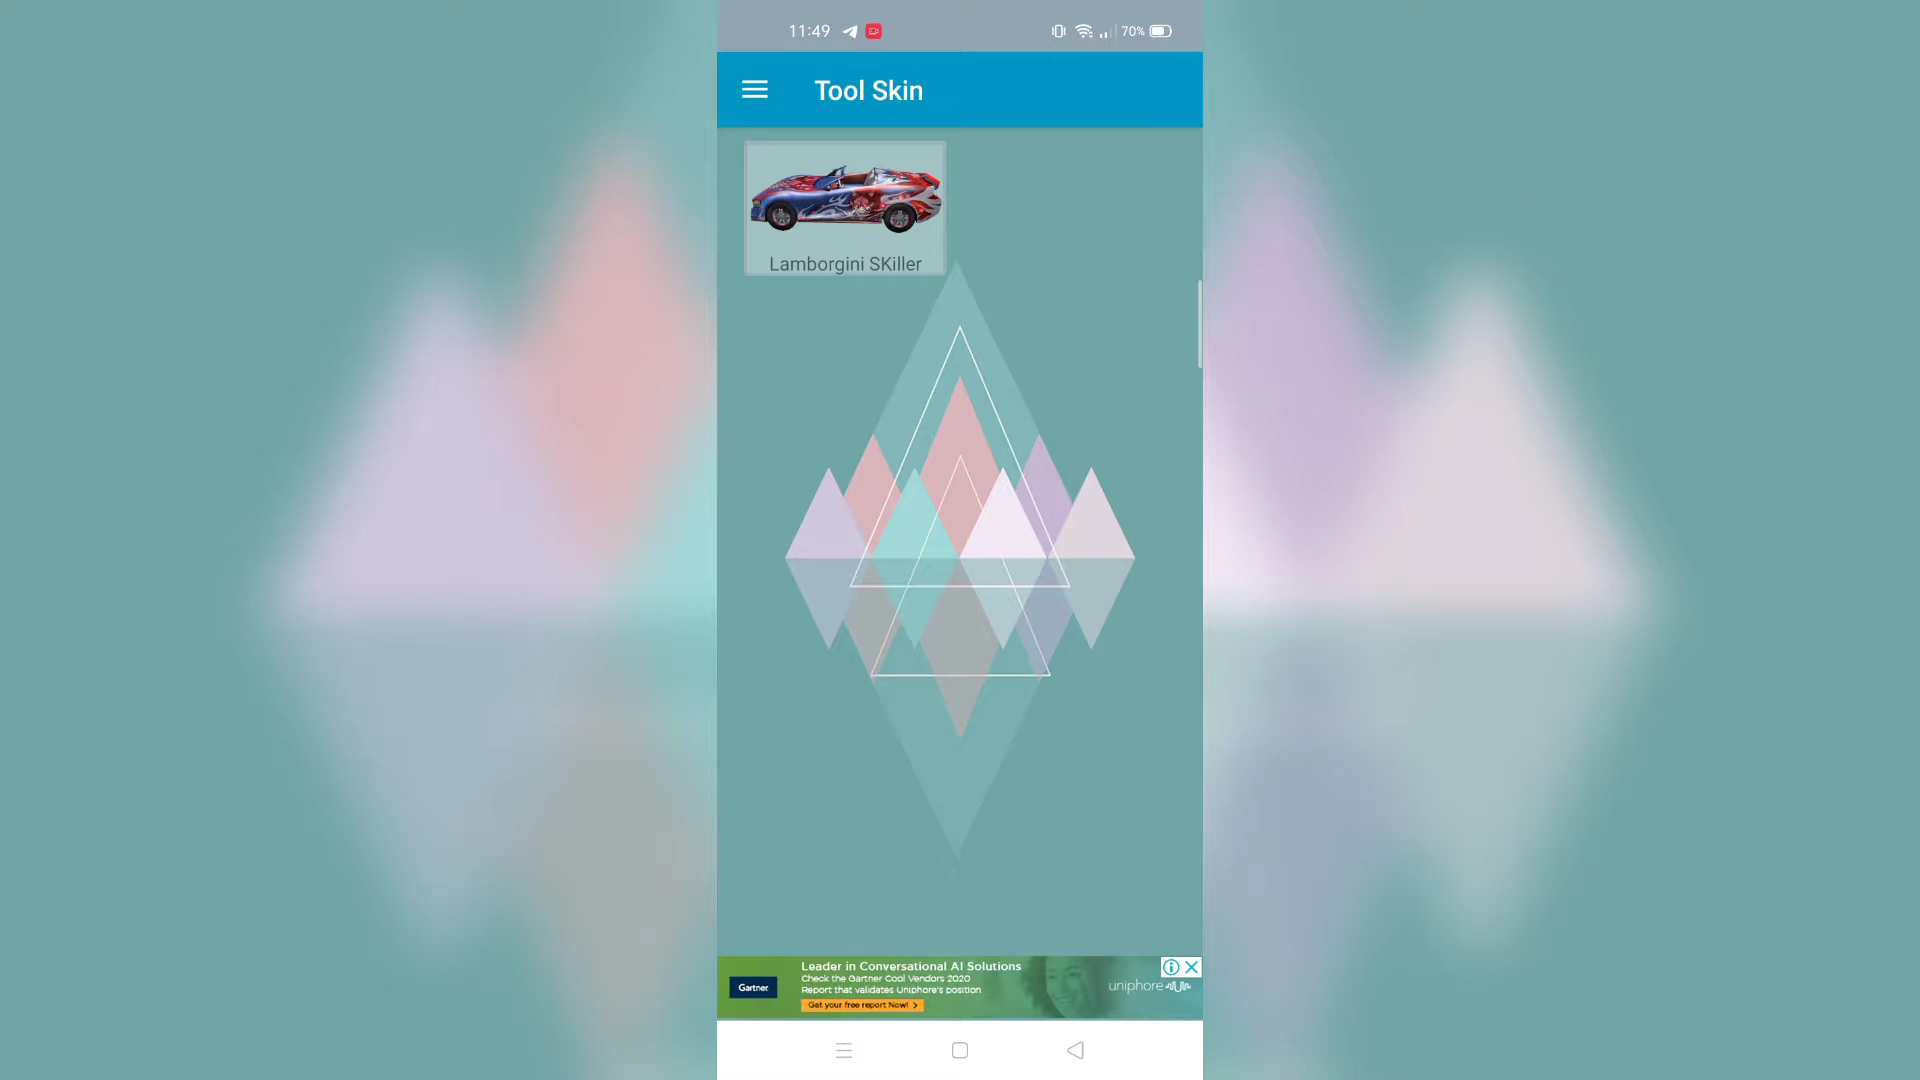 11:49
70%
Tool Skin
Lamborgini SKiller
Leader in Conversational AI Solutions
Check the Gartner Cool Vendors 2020
Report that validates Uniphore's position
Get your free report Now! >
Gartner
uniphore